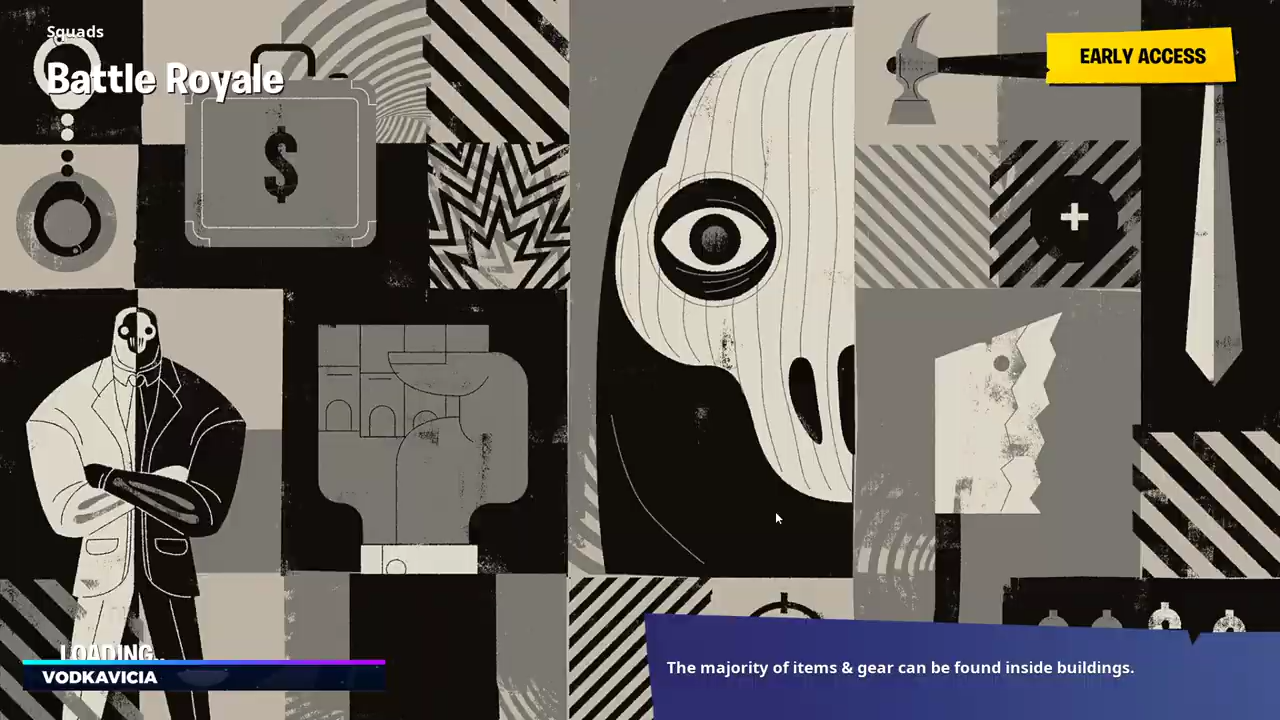 Squads
Battle Royale
EARLY ACCESS
$
LOADING..
VODKAVICIA
The majority of items & gear can be found inside buildings.